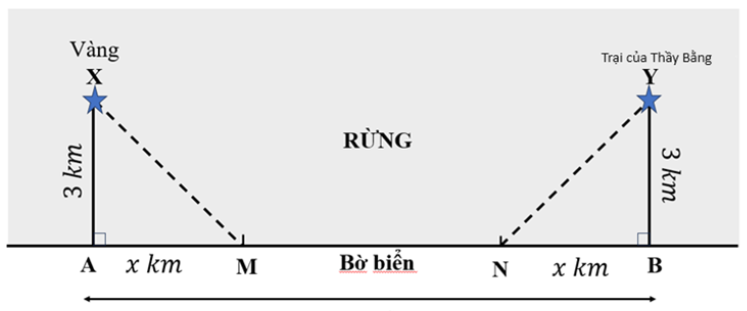 Vàng
Trại của Thầy Bằng
X
Y
RỪNG
3 km
3 km
A
x km
M
Bờ biển
N
x km
B